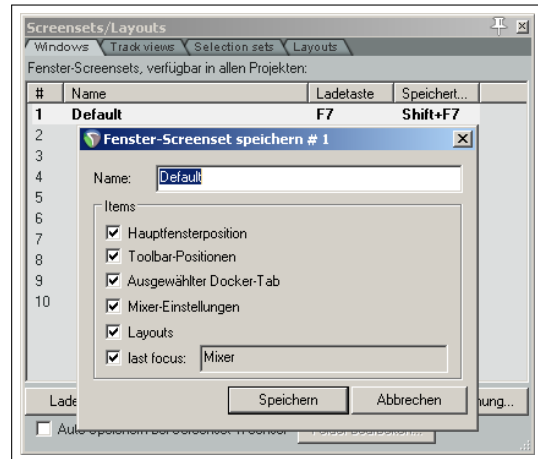 Screensets/Layouts
Windows Track views Selection sets Layouts
Fenster-Screensets, verfügbar in allen Projekten:
# Name Ladetaste Speichert...
1 Default F7 Shift+F7
2
3
4
5
6
7
8
9
10
Fenster-Screenset speichern # 1
Name: Default
Items
Hauptfensterposition
Toolbar-Positionen
Ausgewählter Docker-Tab
Mixer-Einstellungen
Layouts
last focus: Mixer
Speichern Abbrechen